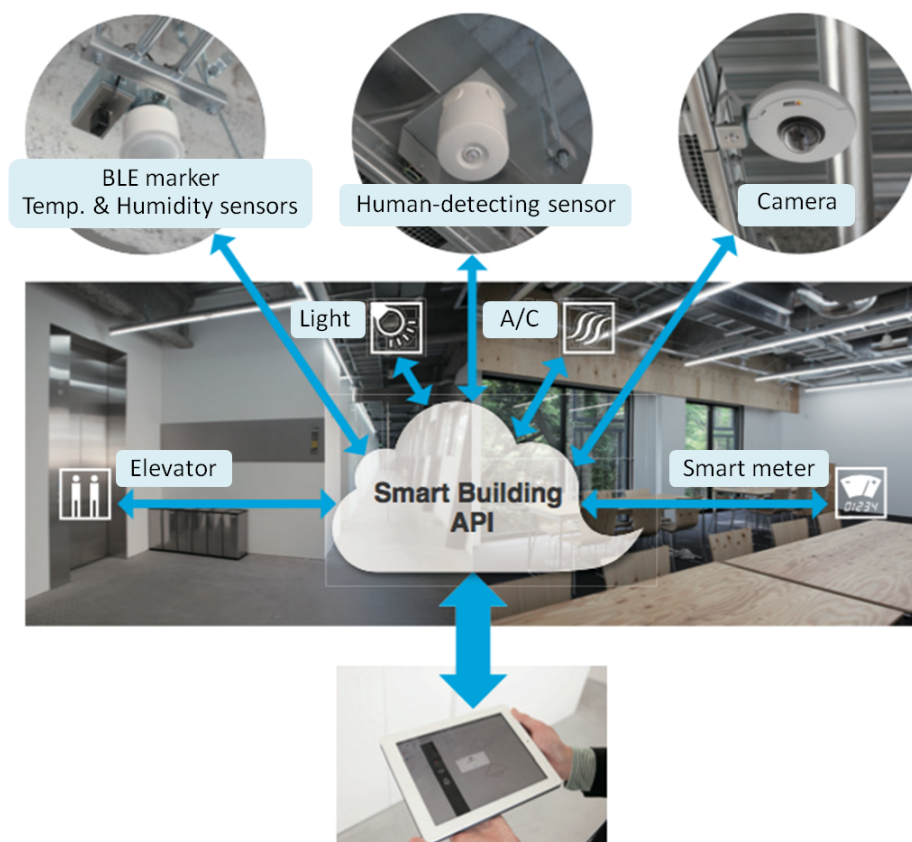 BLE marker
Temp. & Humidity sensors
Human-detecting sensor
Camera
Light
A/C
Elevator
Smart meter
Smart Building
API
01234